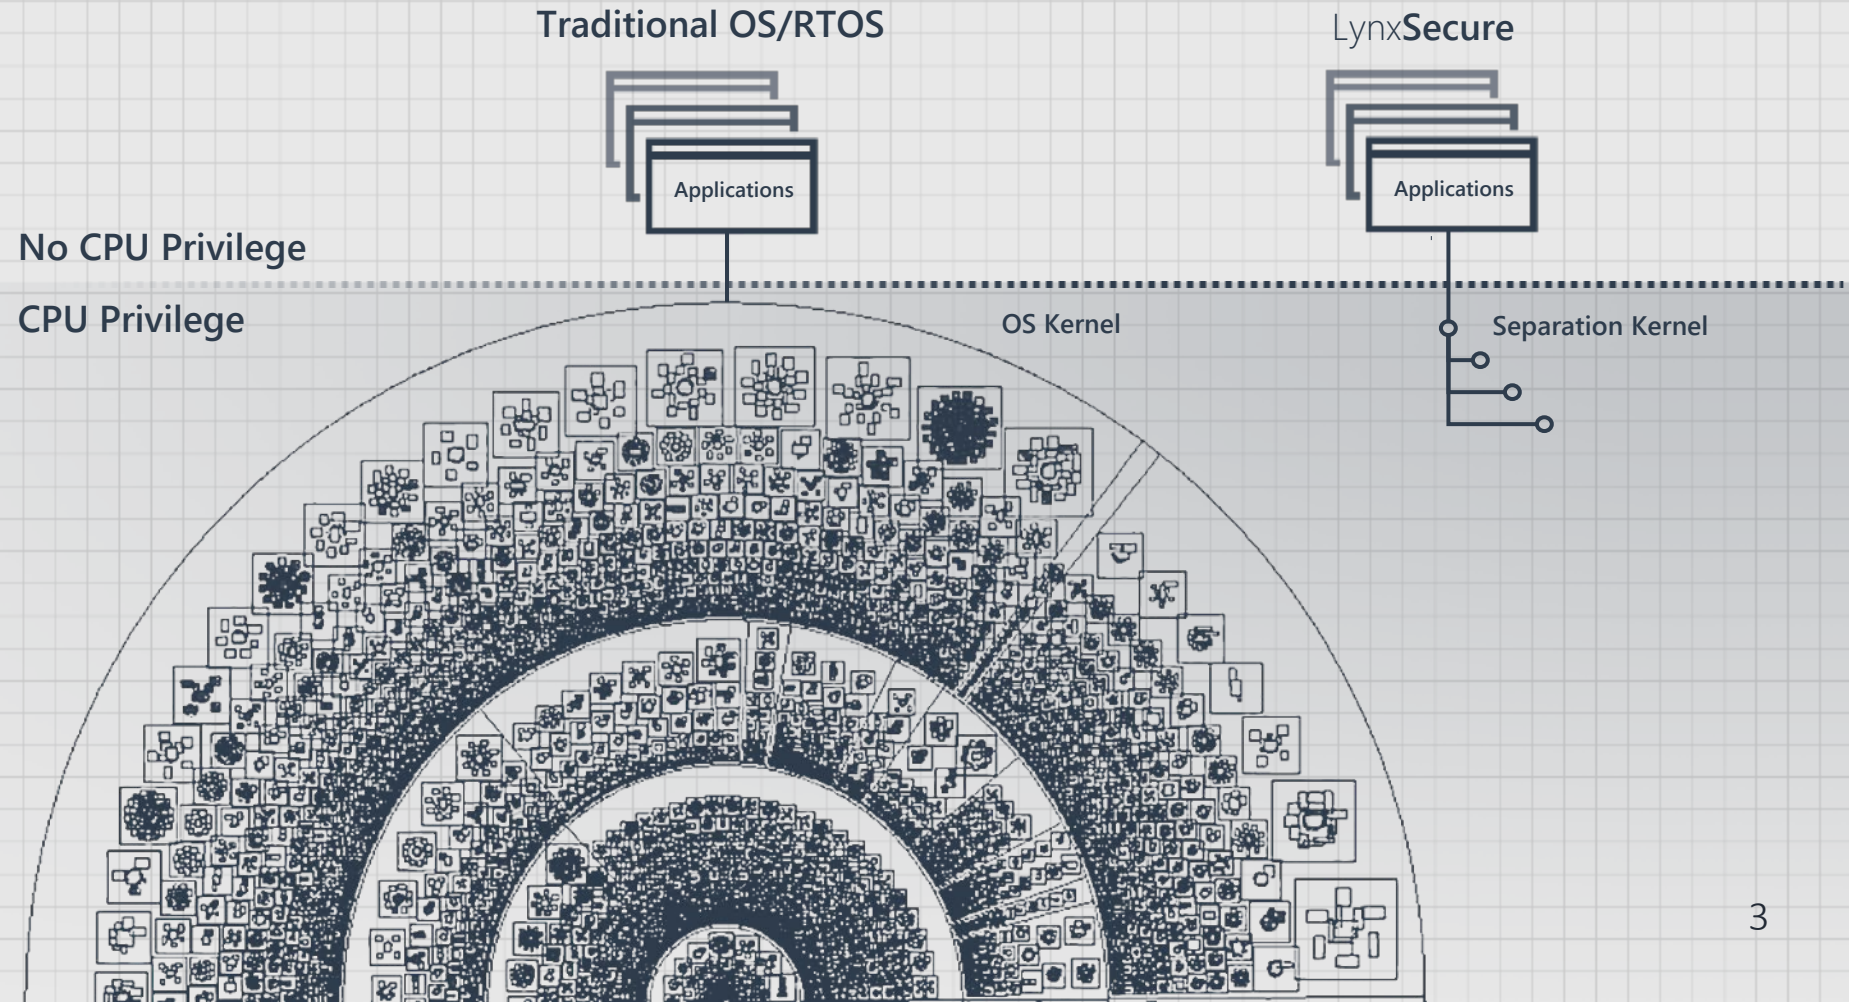 Traditional OS/RTOS
LynxSecure
Applications
Applications
No CPU Privilege
CPU Privilege
OS Kernel
Separation Kernel
3